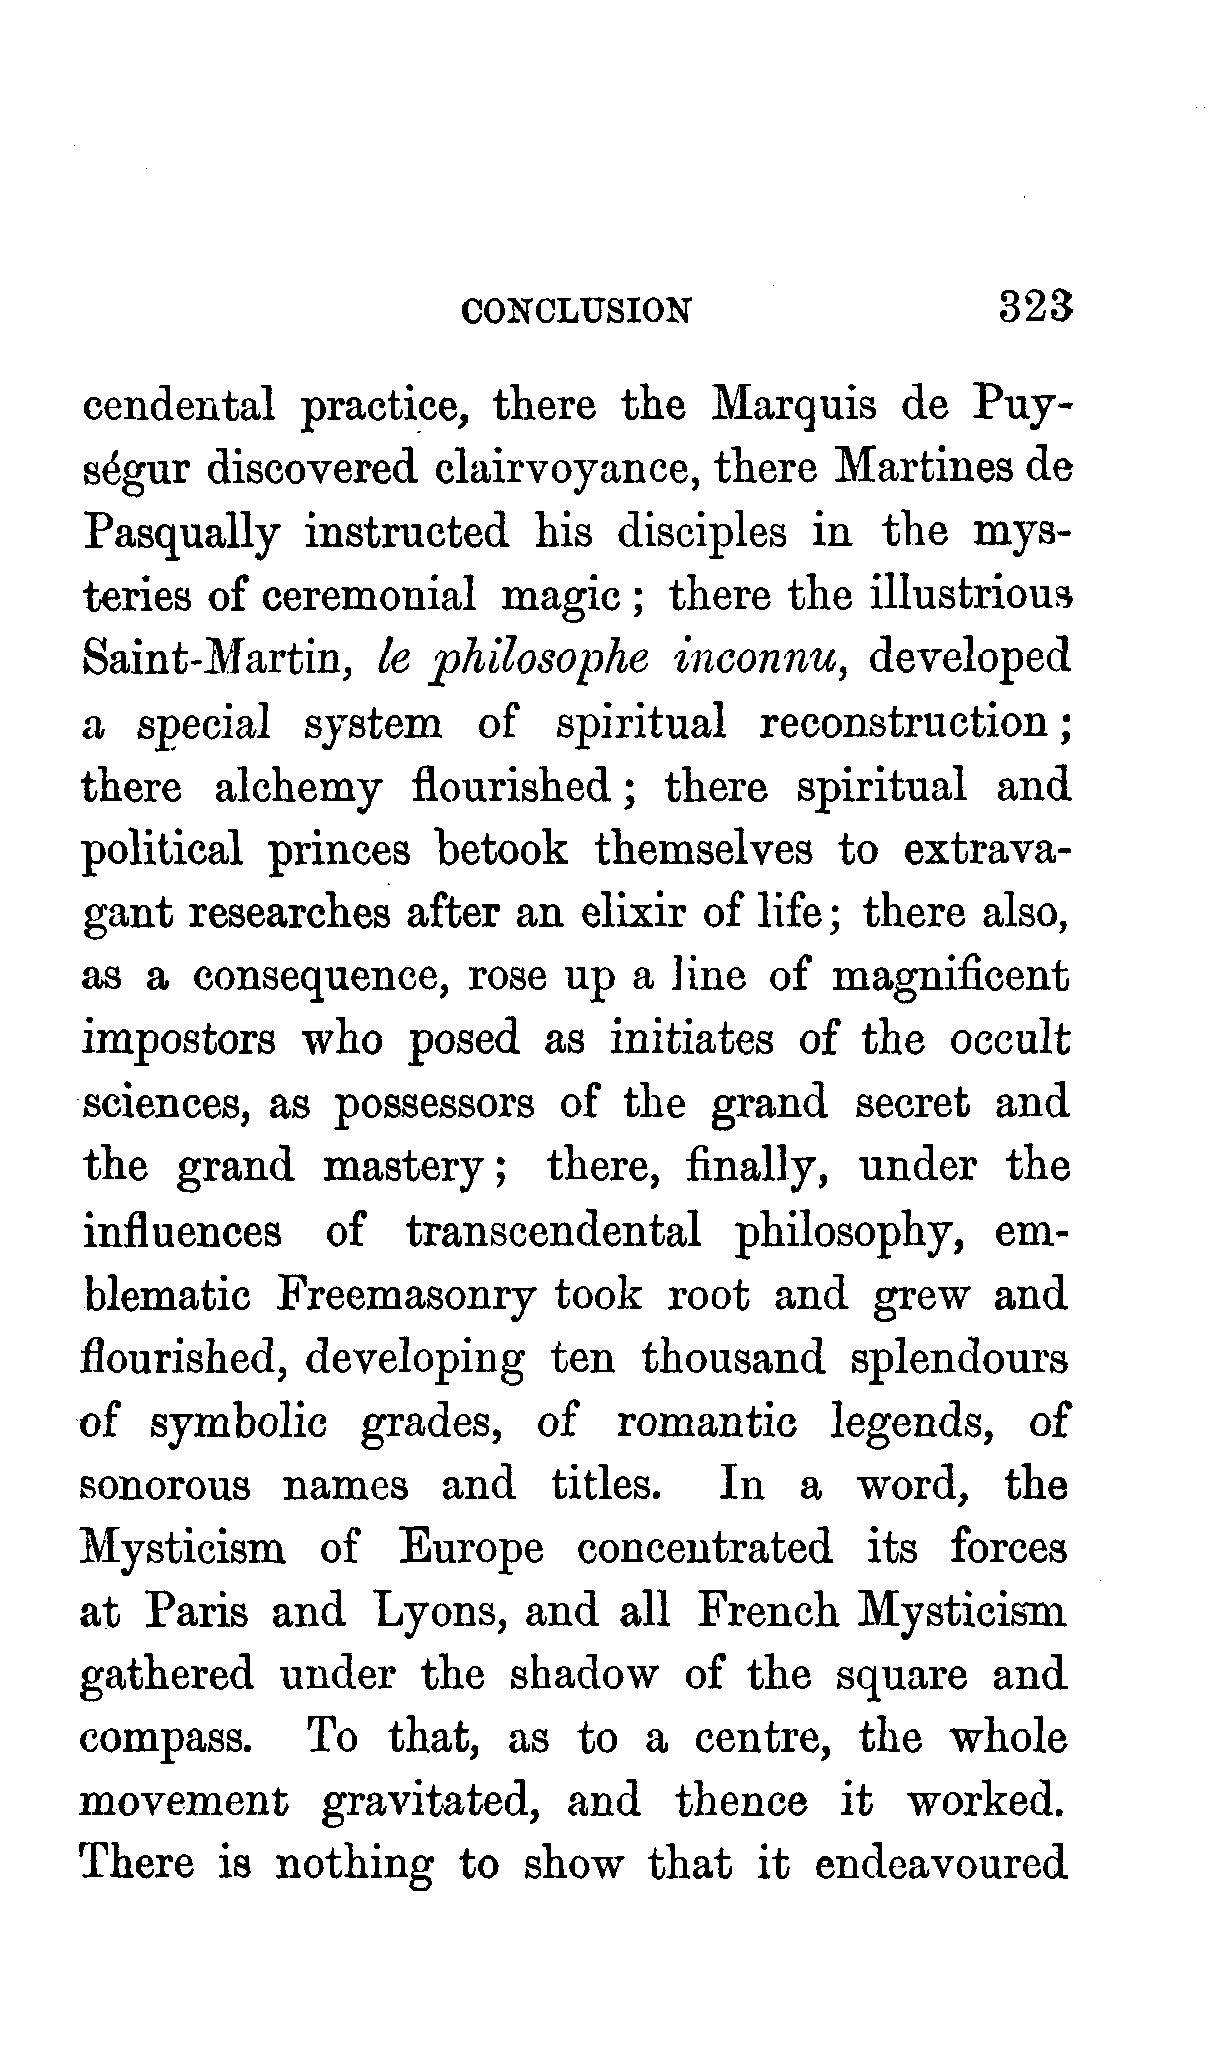 CONCLUSION 323
cendental practice, there the Marquis de Puy-
ségur discovered clairvoyance, there Martines de
Pasqually instructed his disciples in the mys-
teries of ceremonial magic ; there the illustrious
Saint-Martin, le philosophe inconnu, developed
a special system of spiritual reconstruction ;
there alchemy flourished ; there spiritual and
political princes betook themselves to extrava-
gant researches after an elixir of life ; there also,
as a consequence, rose up a line of magnificent
impostors who posed as initiates of the occult
sciences, as possessors of the grand secret and
the grand mastery ; there, finally, under the
influences of transcendental philosophy, em-
blematic Freemasonry took root and grew and
flourished, developing ten thousand splendours
of symbolic grades, of romantic legends, of
sonorous names and titles. In a word, the
Mysticism of Europe concentrated its forces
at Paris and Lyons, and all French Mysticism
gathered under the shadow of the square and
compass. To that, as to a centre, the whole
movement gravitated, and thence it worked.
There is nothing to show that it endeavoured